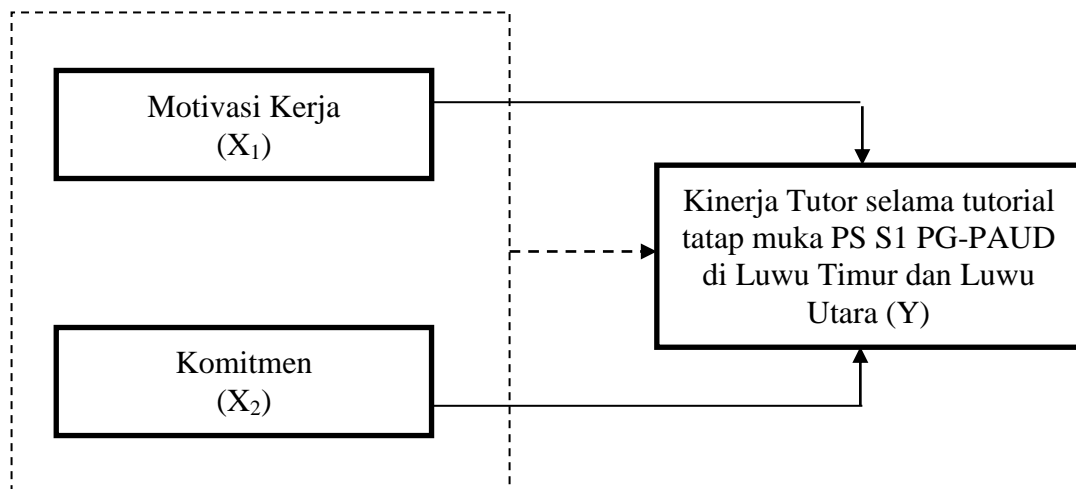 Motivasi Kerja
(X₁)
Kinerja Tutor selama tutorial
tatap muka PS S1 PG-PAUD
di Luwu Timur dan Luwu
Utara (Y)
Komitmen
(X₂)